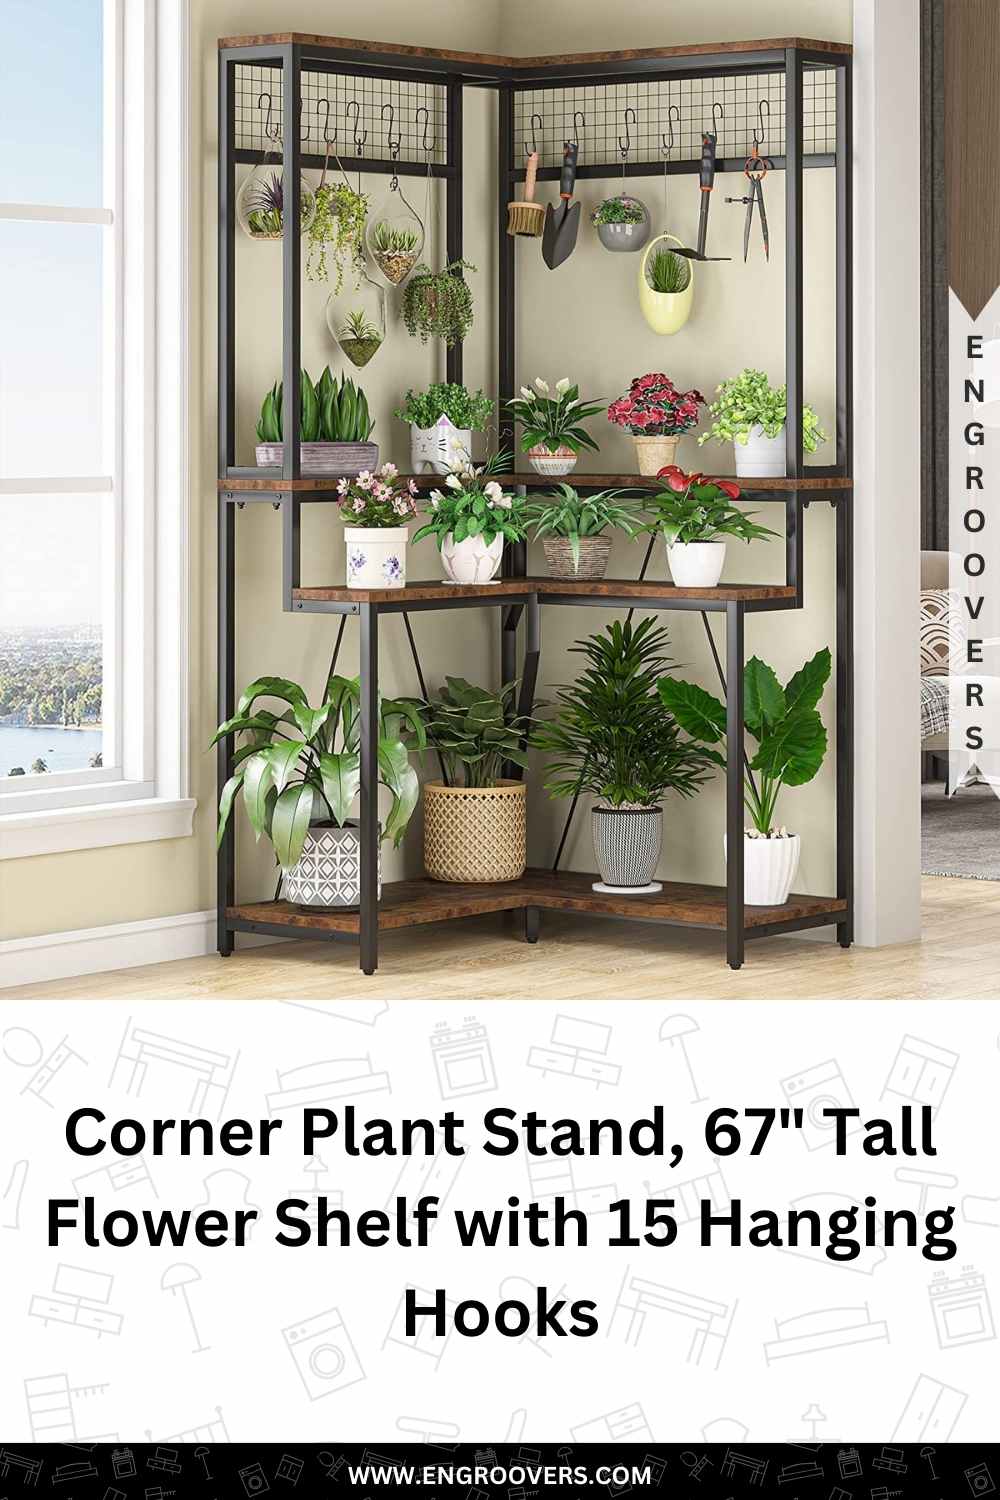 ENGROOVERS
Corner Plant Stand, 67" Tall
Flower Shelf with 15 Hanging
Hooks
WWW.ENGROOVERS.COM